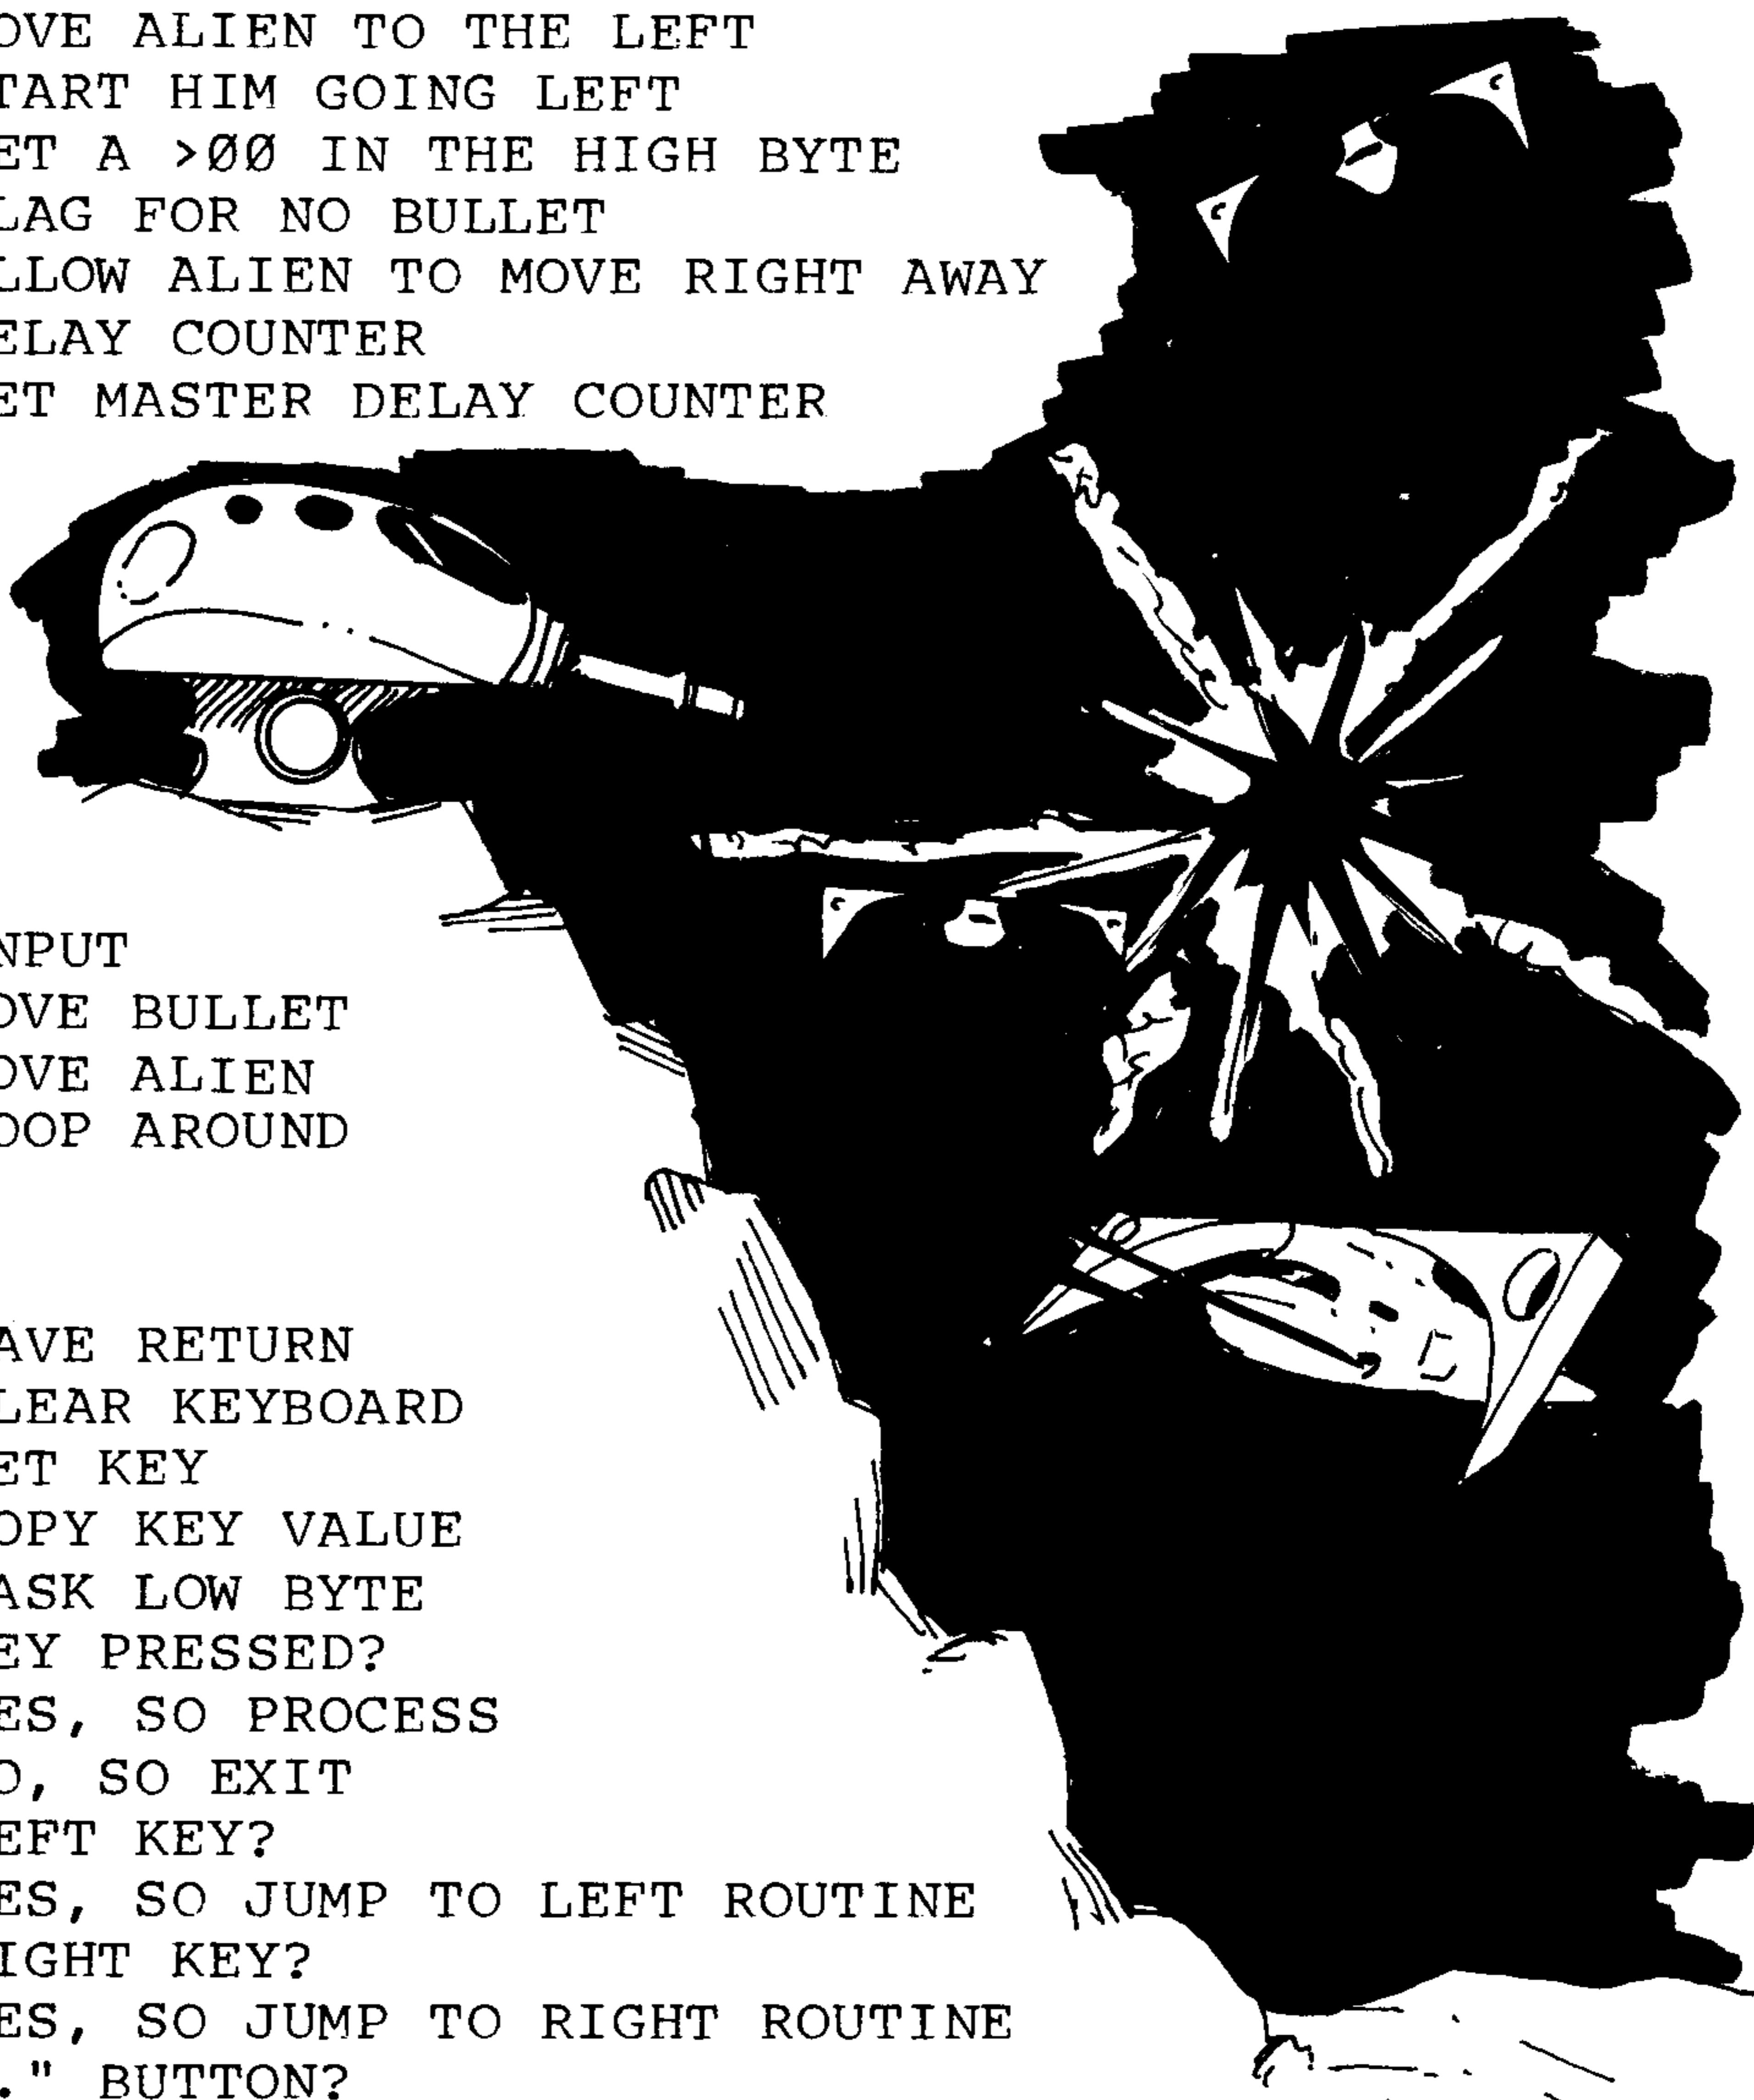 OVE ALIEN TO THE LEFT
TART HIM GOING LEFT
ET A >00 IN THE HIGH BYTE
LAG FOR NO BULLET
LLOW ALIEN TO MOVE RIGHT AWAY
ELAY COUNTER
ET MASTER DELAY COUNTER
NPUT
OVE BULLET
OVE ALIEN
OOP AROUND
AVE RETURN
LEAR KEYBOARD
ET KEY
OPY KEY VALUE
ASK LOW BYTE
EY PRESSED?
ES, SO PROCESS
O, SO EXIT
EFT KEY?
ES, SO JUMP TO LEFT ROUTINE
IGHT KEY?
ES, SO JUMP TO RIGHT ROUTINE
." BUTTON?